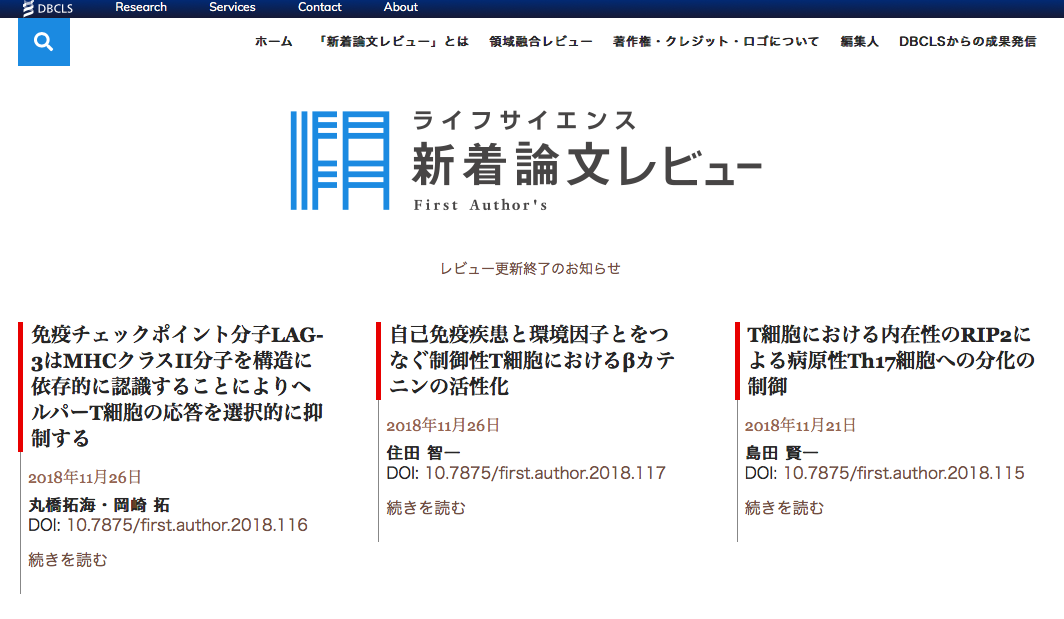 DBCLS Research Services Contact About
ホーム 「新着論文レビュー」とは 領域融合レビュー 著作権・クレジット・ロゴについて 編集人 DBCLSからの成果発信
ライフサイエンス
新着論文レビュー
First Author's
レビュー更新終了のお知らせ
免疫チェックポイント分子LAG-
3はMHCクラスII分子を構造に
依存的に認識することによりヘ
ルパーT細胞の応答を選択的に抑
制する
2018年11月26日
丸橋拓海・岡崎 拓
DOI: 10.7875/first.author.2018.116
続きを読む
自己免疫疾患と環境因子とをつ
なぐ制御性T細胞におけるβカテ
ニンの活性化
2018年11月26日
住田 智一
DOI: 10.7875/first.author.2018.117
続きを読む
T細胞における内在性のRIP2に
よる病原性Th17細胞への分化の
制御
2018年11月21日
島田 賢一
DOI: 10.7875/first.author.2018.115
続きを読む